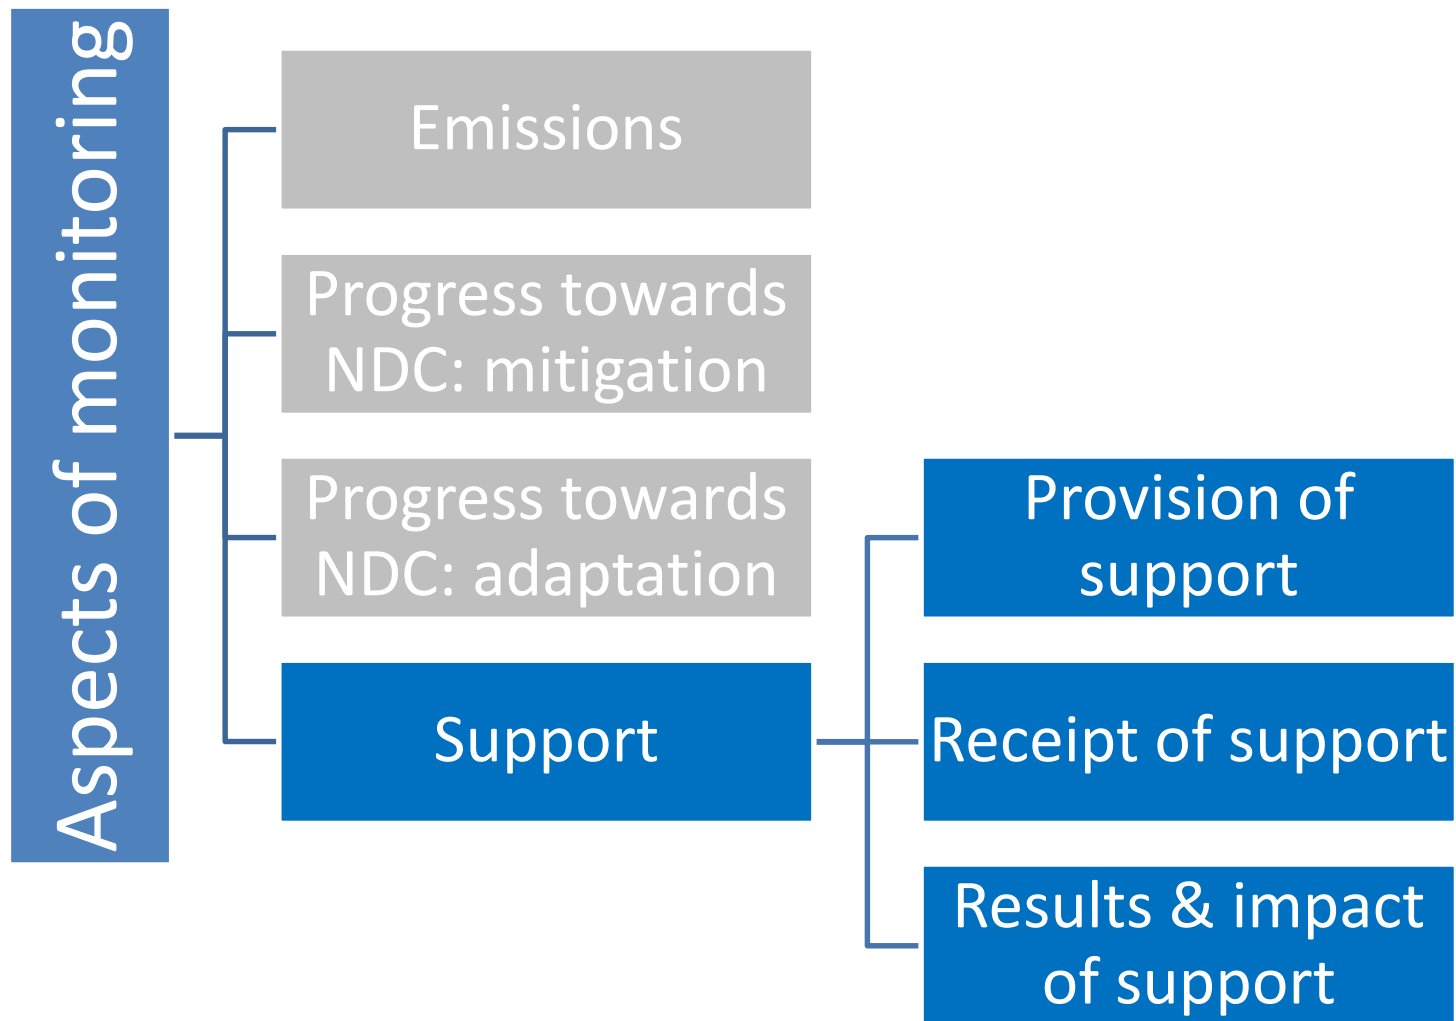 Aspects of monitoring
Emissions
Progress towards
NDC: mitigation
Progress towards
NDC: adaptation
Support
Provision of
support
Receipt of support
Results & impact
of support